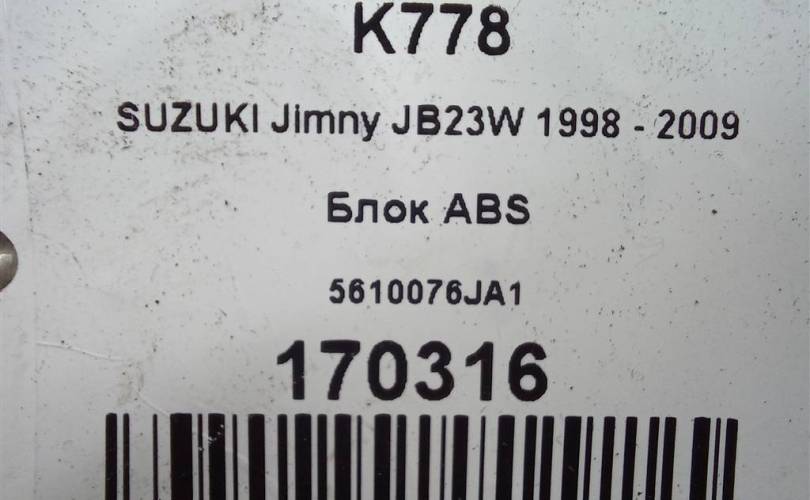 K778
SUZUKI Jimny JB23W 1998 - 2009
Блок ABS
5610076JA1
170316